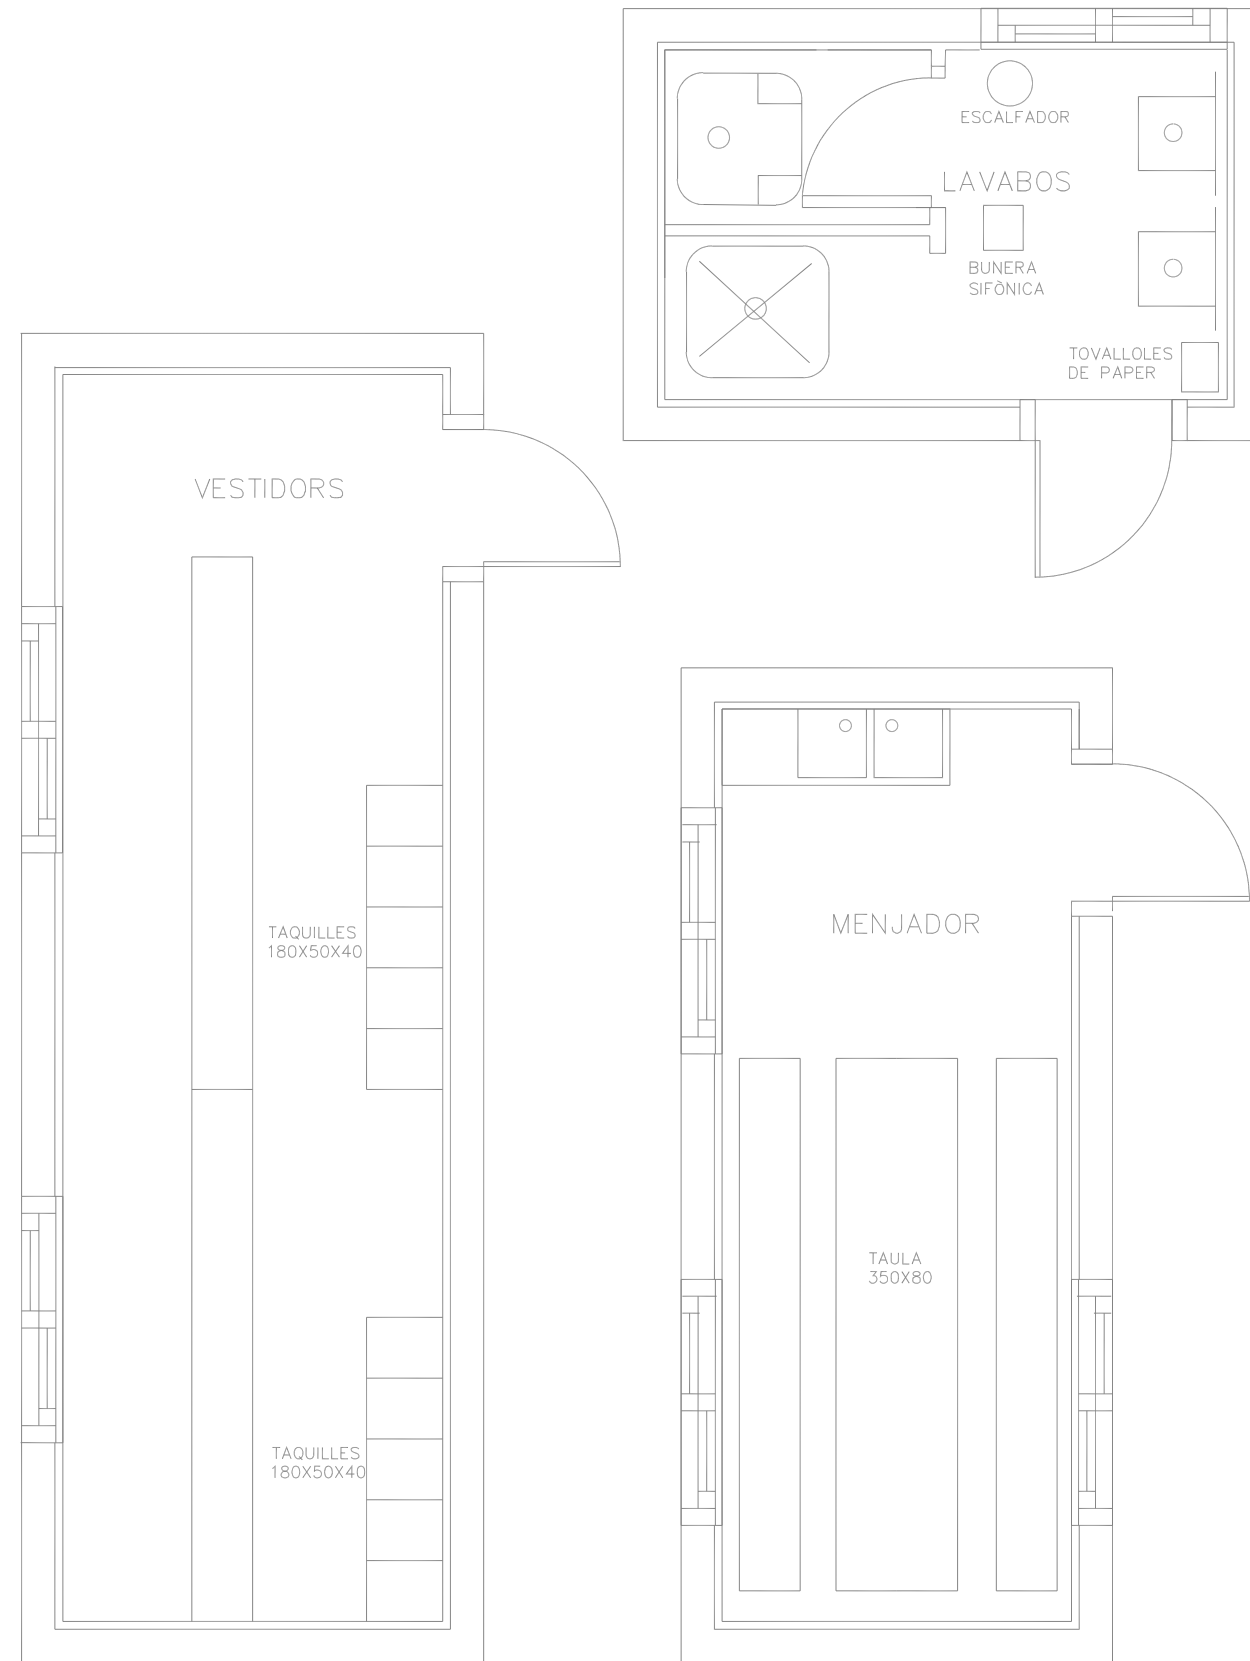 ESCALFADOR
LAVABOS
BUNERA
SIFÒNICA
TOVALLOLES
DE PAPER
VESTIDORS
TAQUILLES
180X50X40
MENJADOR
TAULA
350X80
TAQUILLES
180X50X40